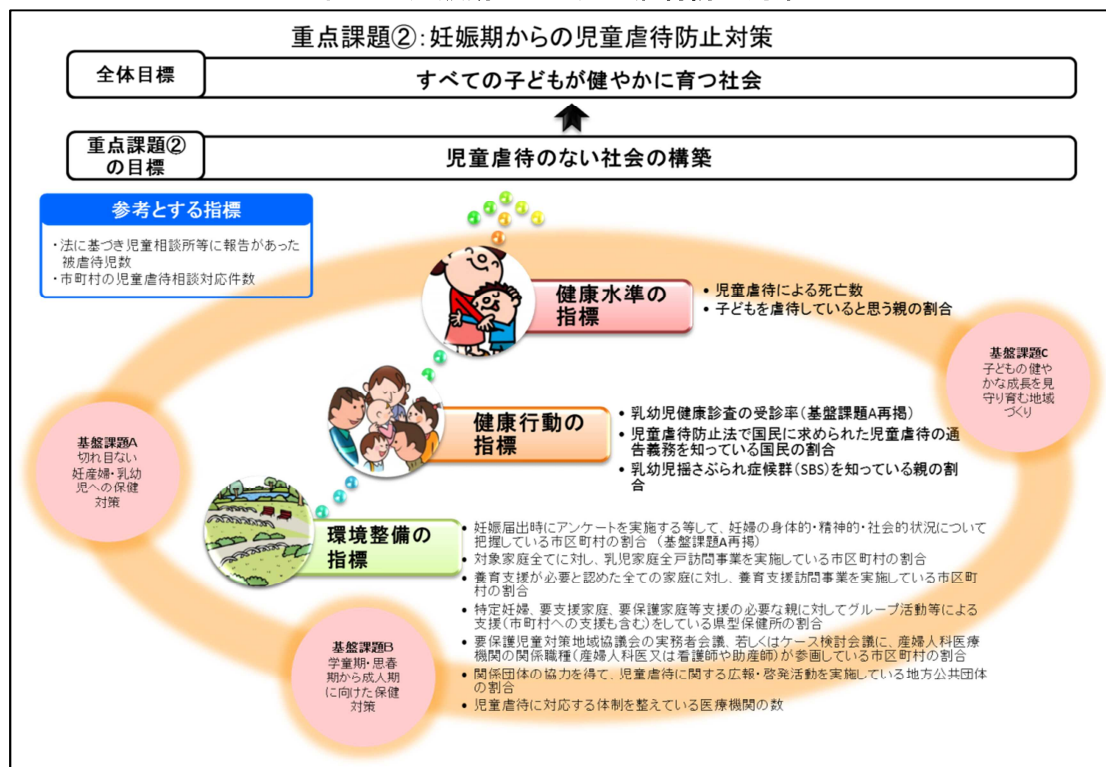 重点課題②:妊娠期からの児童虐待防止対策
全体目標
すべての子どもが健やかに育つ社会
重点課題②
の目標
児童虐待のない社会の構築
参考とする指標
・法に基づき児童相談所等に報告があった
被虐待児数
・市町村の児童虐待相談対応件数
健康水準の
指標
• 児童虐待による死亡数
• 子どもを虐待していると思う親の割合
基盤課題C
子どもの健や
かな成長を見
守り育む地域
づくり
健康行動の
指標
• 乳幼児健康診査の受診率(基盤課題A再掲)
• 児童虐待防止法で国民に求められた児童虐待の通
告義務を知っている国民の割合
• 乳幼児揺さぶられ症候群(SBS)を知っている親の割
合
基盤課題A
切れ目ない
妊産婦・乳幼
児への保健
対策
環境整備の
指標
• 妊娠届出時にアンケートを実施する等して、妊婦の身体的・精神的・社会的状況について
把握している市区町村の割合 (基盤課題A再掲)
• 対象家庭全てに対し、乳児家庭全戸訪問事業を実施している市区町村の割合
• 養育支援が必要と認めた全ての家庭に対し、養育支援訪問事業を実施している市区町
村の割合
• 特定妊婦、要支援家庭、要保護家庭等支援の必要な親に対してグループ活動等による
支援(市町村への支援も含む)をしている県型保健所の割合
• 要保護児童対策地域協議会の実務者会議、若しくはケース検討会議に、産婦人科医療
機関の関係職種(産婦人科医又は看護師や助産師)が参画している市区町村の割合
• 関係団体の協力を得て、児童虐待に関する広報・啓発活動を実施している地方公共団体
の割合
• 児童虐待に対応する体制を整えている医療機関の数
基盤課題B
学童期・思春
期から成人期
に向けた保健
対策